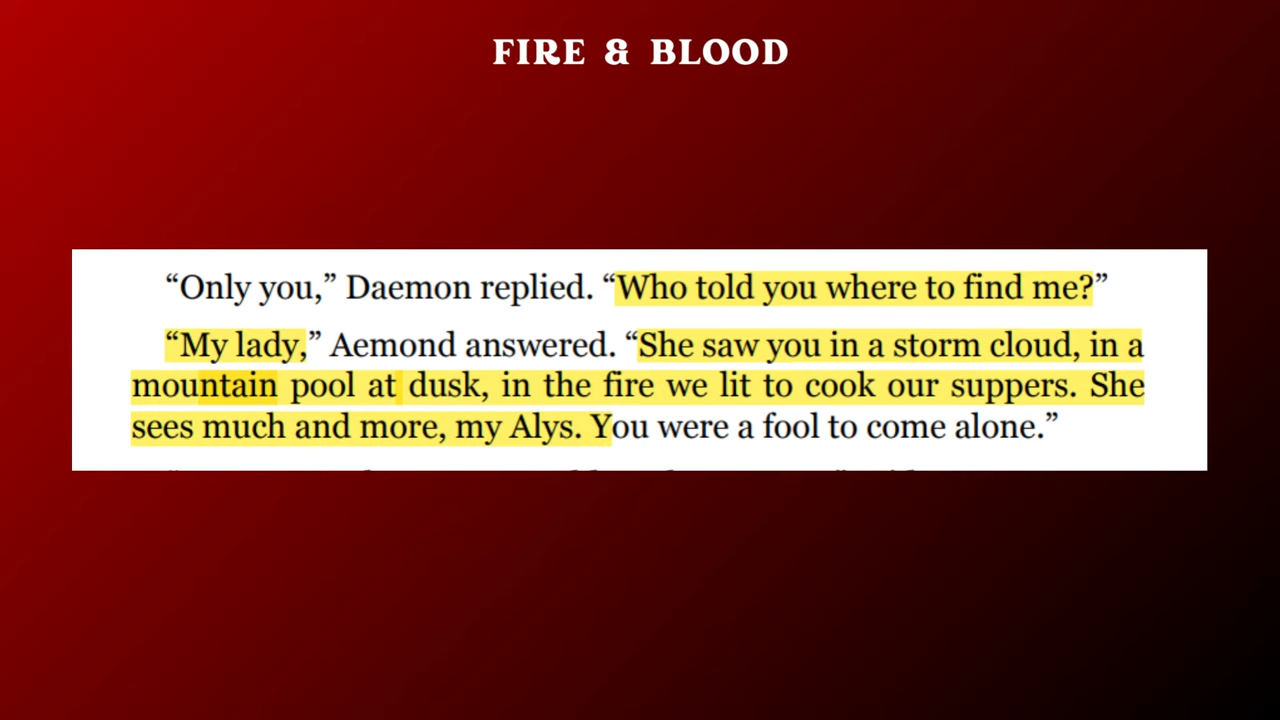 FIRE & BLOOD
“Only you,” Daemon replied. “Who told you where to find me?”
“My lady,” Aemond answered. “She saw you in a storm cloud, in a
mountain pool at dusk, in the fire we lit to cook our suppers. She
sees much and more, my Alys. You were a fool to come alone.”